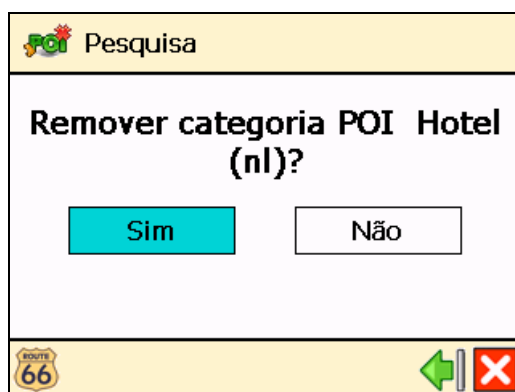 POI Pesquisa
Remover categoria POI Hotel
(nl)?
Sim Não
ROUTE
66